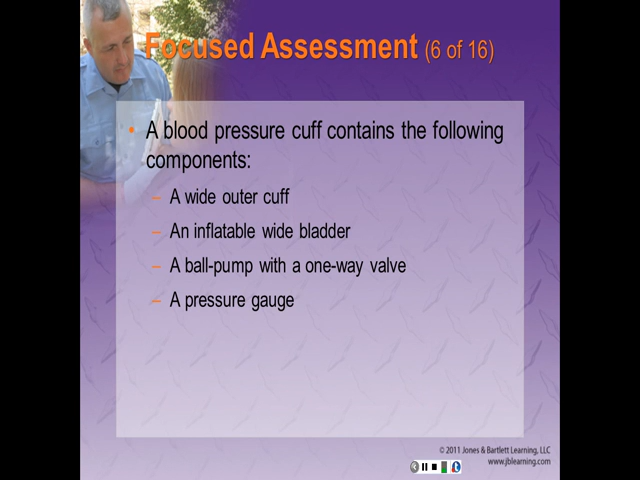 Focused Assessment (6 of 16)
• A blood pressure cuff contains the following
components:
– A wide outer cuff
– An inflatable wide bladder
– A ball-pump with a one-way valve
– A pressure gauge
© 2011 Jones & Bartlett Learning, LLC
www.jblearning.com